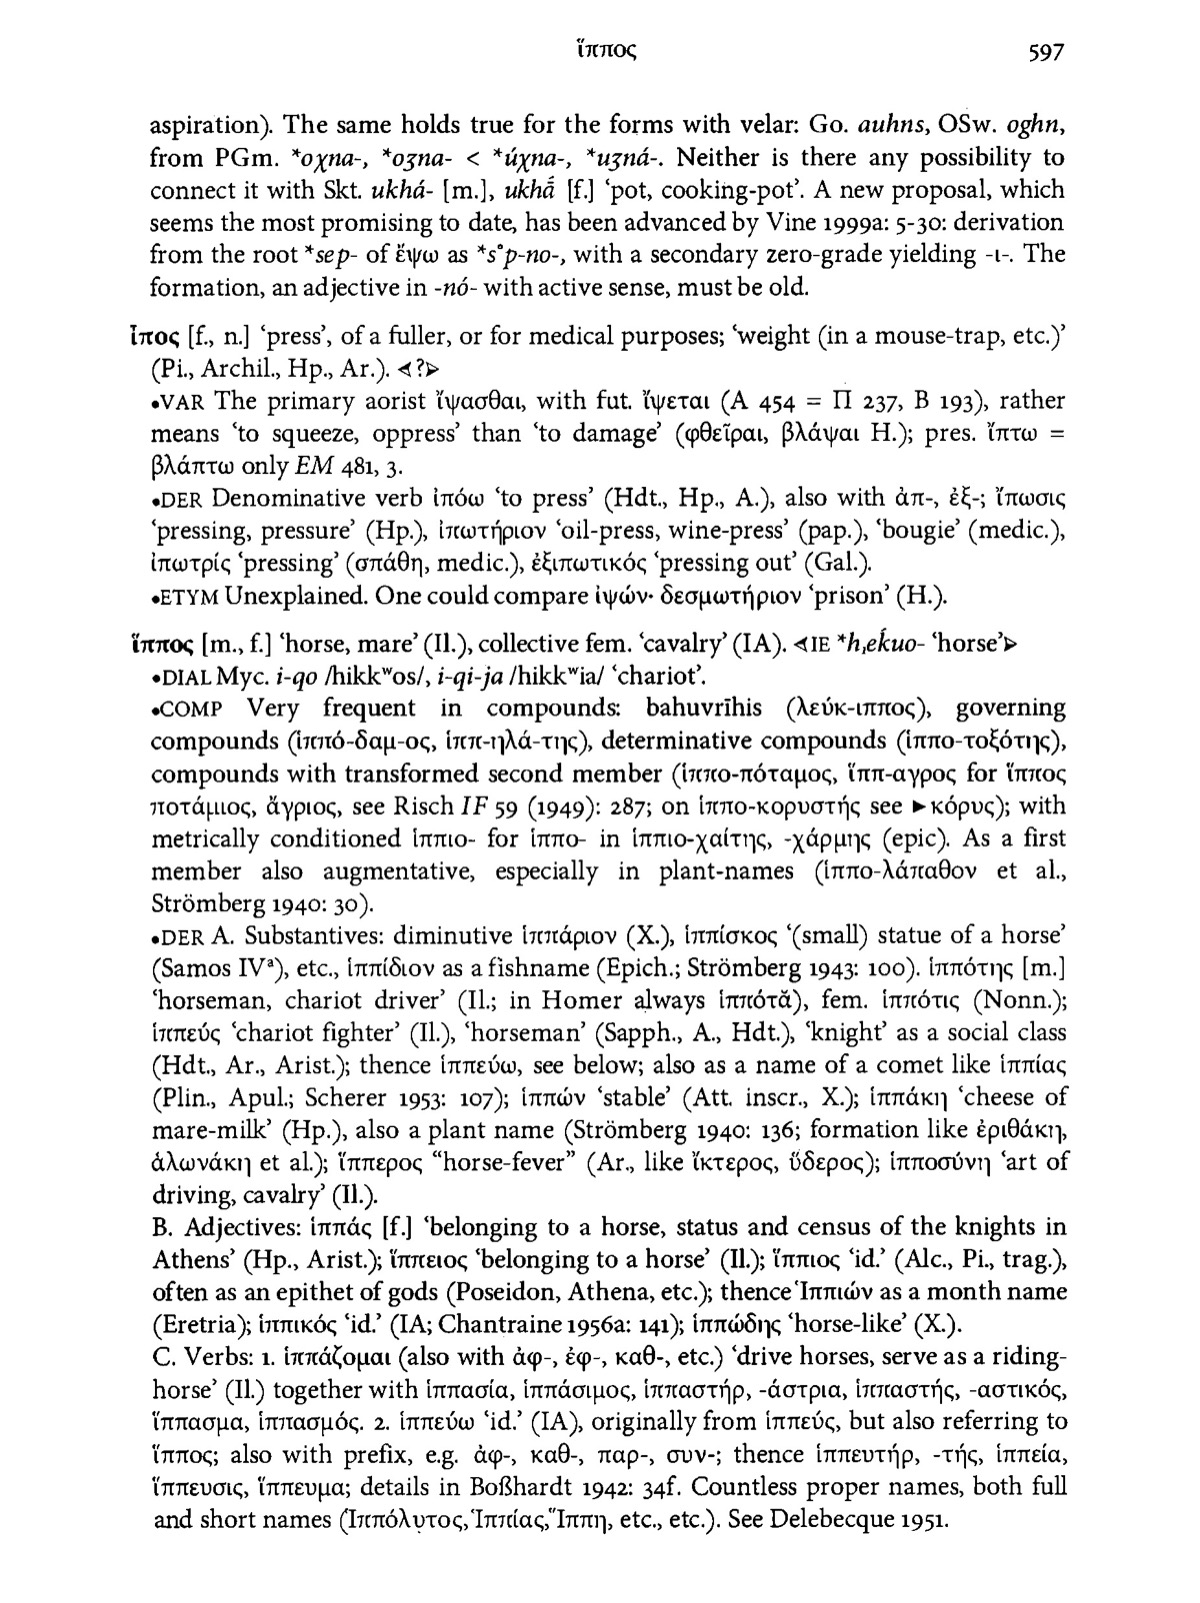 ἵππος 597
aspiration). The same holds true for the forms with velar: Go. auhns, OSw. oghn,
from PGm. *oχna-, *oʒna- < *úχna-, *uʒná-. Neither is there any possibility to
connect it with Skt. ukhá- [m.], ukhā́ [f.] ‘pot, cooking-pot’. A new proposal, which
seems the most promising to date, has been advanced by Vine 1999a: 5-30: derivation
from the root *sep- of ἕψω as *s°p-no-, with a secondary zero-grade yielding -ι-. The
formation, an adjective in -nó- with active sense, must be old.
ἶπος [f., n.] ‘press’, of a fuller, or for medical purposes; ‘weight (in a mouse-trap, etc.)’
(Pi., Archil., Hp., Ar.). ⊲?⊳
•VAR The primary aorist ἴψασθαι, with fut. ἴψεται (A 454 = Π 237, B 193), rather
means ‘to squeeze, oppress’ than ‘to damage’ (φθεῖραι, βλάψαι H.); pres. ἴπτω =
βλάπτω only EM 481, 3.
•DER Denominative verb ἰπόω ‘to press’ (Hdt., Hp., A.), also with ἀπ-, ἐξ-; ἴπωσις
‘pressing, pressure’ (Hp.), ἰπωτήριον ‘oil-press, wine-press’ (pap.), ‘bougie’ (medic.),
ἰπωτρίς ‘pressing’ (σπάθη, medic.), ἐξιπωτικός ‘pressing out’ (Gal.).
•ETYM Unexplained. One could compare ἰψών· δεσμωτήριον ‘prison’ (H.).
ἵππος [m., f.] ‘horse, mare’ (Il.), collective fem. ‘cavalry’ (IA). ⊲IE *h₁eḱuo- ‘horse’⊳
•DIAL Myc. i-qo /hikkʷos/, i-qi-ja /hikkʷia/ ‘chariot’.
•COMP Very frequent in compounds: bahuvrīhis (λεύκ-ιππος), governing
compounds (ἱππό-δαμ-ος, ἱππ-ηλά-της), determinative compounds (ἱππο-τοξότης),
compounds with transformed second member (ἱππο-πόταμος, ἵππ-αγρος for ἵππος
ποτάμιος, ἄγριος, see Risch IF 59 (1949): 287; on ἱππο-κορυστής see ►κόρυς); with
metrically conditioned ἱππιο- for ἱππο- in ἱππιο-χαίτης, -χάρμης (epic). As a first
member also augmentative, especially in plant-names (ἱππο-λάπαθον et al.,
Strömberg 1940: 30).
•DER A. Substantives: diminutive ἱππάριον (X.), ἱππίσκος ‘(small) statue of a horse’
(Samos IVᵃ), etc., ἱππίδιον as a fishname (Epich.; Strömberg 1943: 100). ἱππότης [m.]
‘horseman, chariot driver’ (Il.; in Homer always ἱππότᾰ), fem. ἱππότις (Nonn.);
ἱππεύς ‘chariot fighter’ (Il.), ‘horseman’ (Sapph., A., Hdt.), ‘knight’ as a social class
(Hdt., Ar., Arist.); thence ἱππεύω, see below; also as a name of a comet like ἱππίας
(Plin., Apul.; Scherer 1953: 107); ἱππών ‘stable’ (Att. inscr., X.); ἱππάκη ‘cheese of
mare-milk’ (Hp.), also a plant name (Strömberg 1940: 136; formation like ἐριθάκη,
ἁλωνάκη et al.); ἵππερος “horse-fever” (Ar., like ἴκτερος, ὕδερος); ἱπποσύνη ‘art of
driving, cavalry’ (Il.).
B. Adjectives: ἱππάς [f.] ‘belonging to a horse, status and census of the knights in
Athens’ (Hp., Arist.); ἵππειος ‘belonging to a horse’ (Il.); ἵππιος ‘id.’ (Alc., Pi., trag.),
often as an epithet of gods (Poseidon, Athena, etc.); thence Ἱππιών as a month name
(Eretria); ἱππικός ‘id.’ (IA; Chantraine 1956a: 141); ἱππώδης ‘horse-like’ (X.).
C. Verbs: 1. ἱππάζομαι (also with ἀφ-, ἐφ-, καθ-, etc.) ‘drive horses, serve as a riding-
horse’ (Il.) together with ἱππασία, ἱππάσιμος, ἱππαστήρ, -άστρια, ἱππαστής, -αστικός,
ἵππασμα, ἱππασμός. 2. ἱππεύω ‘id.’ (IA), originally from ἱππεύς, but also referring to
ἵππος; also with prefix, e.g. ἀφ-, καθ-, παρ-, συν-; thence ἱππευτήρ, -τής, ἱππεία,
ἵππευσις, ἵππευμα; details in Boßhardt 1942: 34f. Countless proper names, both full
and short names (Ἱππόλυτος, Ἱππίας, Ἵππη, etc., etc.). See Delebecque 1951.